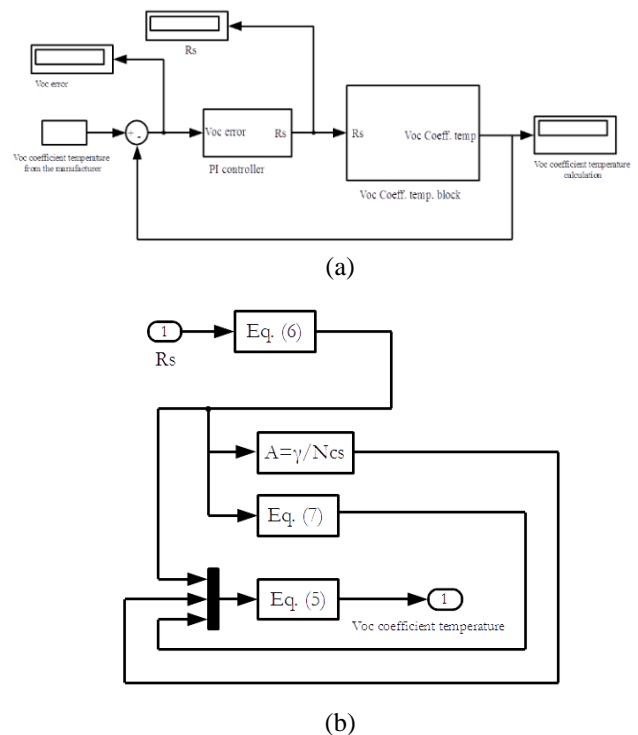 Rs
Voc error
+ -
Voc error Rs
Rs
Voc Coeff. temp
Voc coefficient temperature
from the manufacturer
PI controller
Voc Coeff. temp. block
Voc coefficient temperature
calculation
(a)
1
Eq. (6)
Rs
A=γ/Ncs
Eq. (7)
Eq. (5)
1
Voc coefficient temperature
(b)